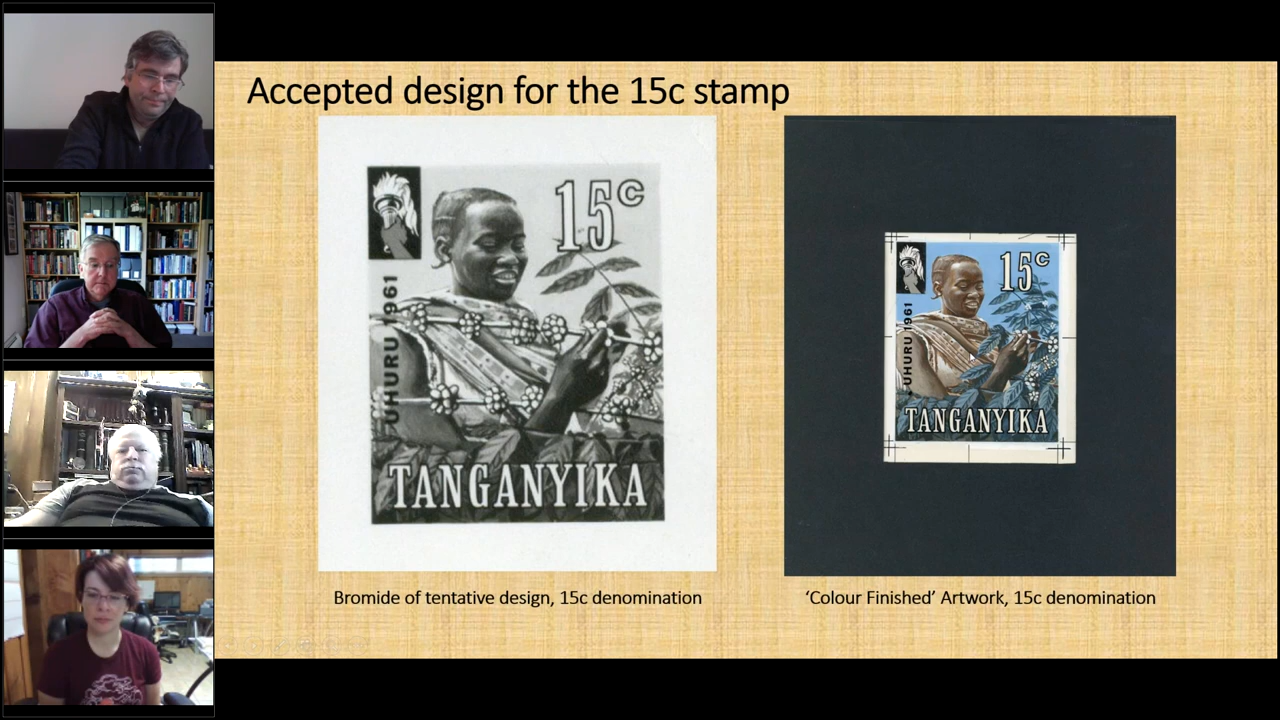 Accepted design for the 15c stamp
15c
UHURU 1961
TANGANYIKA
15c
UHURU 1961
TANGANYIKA
Bromide of tentative design, 15c denomination
‘Colour Finished’ Artwork, 15c denomination